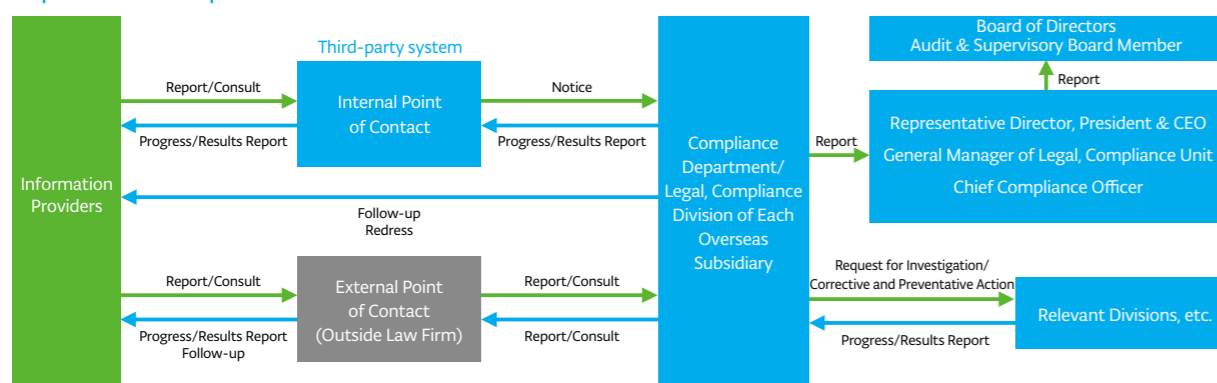 Board of Directors
Audit & Supervisory Board Member
Third-party system
Report
Report/Consult
Notice
Internal Point
of Contact
Representative Director, President & CEO
General Manager of Legal, Compliance Unit
Chief Compliance Officer
Progress/Results Report
Progress/Results Report
Compliance
Department/
Legal, Compliance
Division of Each
Overseas
Subsidiary
Report
Information
Providers
Follow-up
Redress
Report/Consult
Report/Consult
External Point
of Contact
(Outside Law Firm)
Request for Investigation/
Corrective and Preventative Action
Relevant Divisions, etc.
Progress/Results Report
Follow-up
Report/Consult
Progress/Results Report